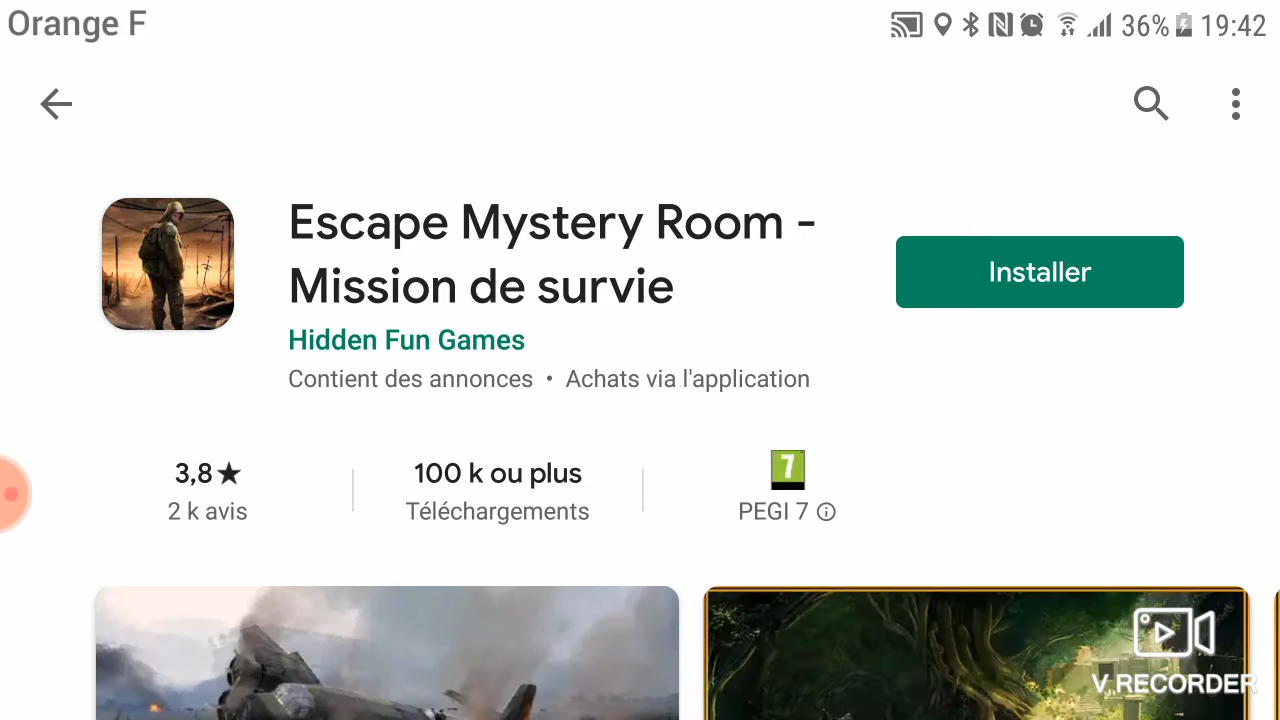 Orange F
36% 19:42
Escape Mystery Room -
Mission de survie
Installer
Hidden Fun Games
Contient des annonces • Achats via l'application
3,8★
2 k avis
100 k ou plus
Téléchargements
7
PEGI 7
V RECORDER